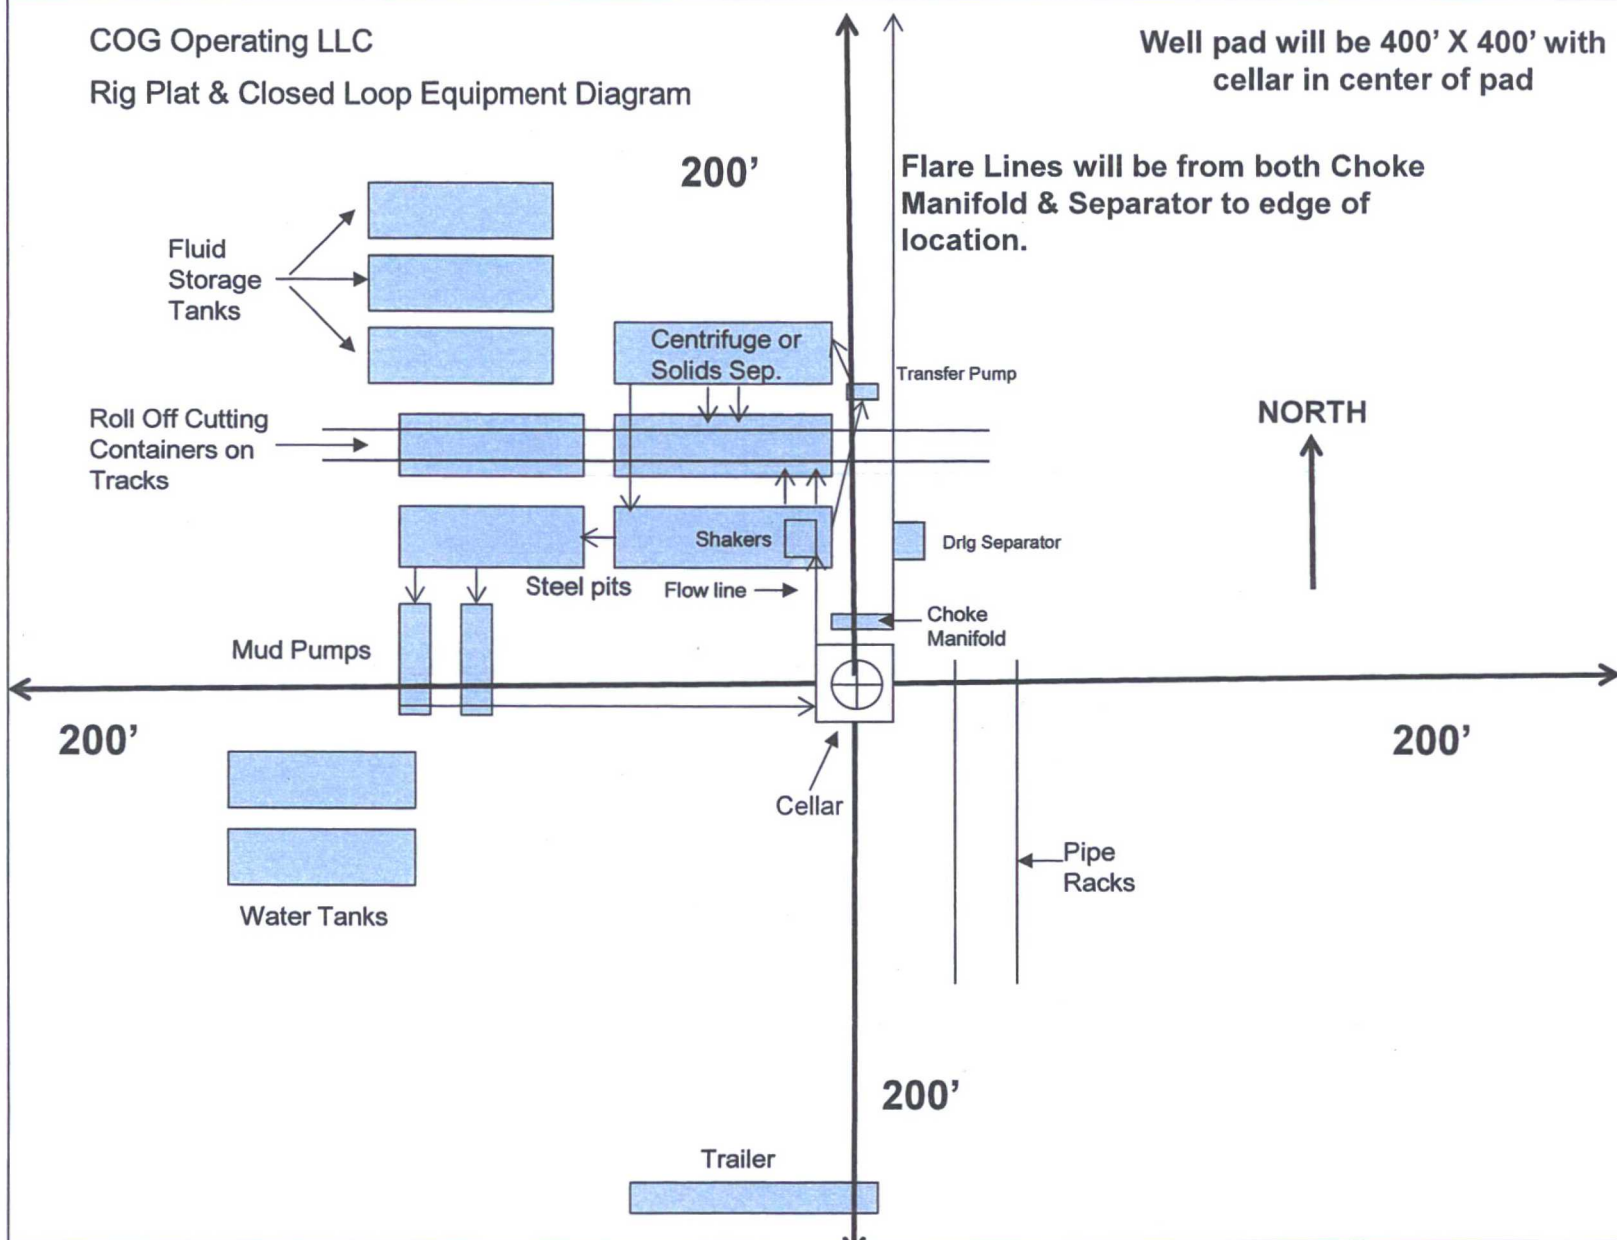 COG Operating LLC
Rig Plat & Closed Loop Equipment Diagram
Well pad will be 400’ X 400’ with
cellar in center of pad
200’
Flare Lines will be from both Choke
Manifold & Separator to edge of
location.
Fluid
Storage
Tanks
Centrifuge or
Solids Sep.
Transfer Pump
Roll Off Cutting
Containers on
Tracks
NORTH
Shakers
Drlg Separator
Steel pits
Flow line
Choke
Manifold
Mud Pumps
200’
200’
Cellar
Pipe
Racks
Water Tanks
200’
Trailer